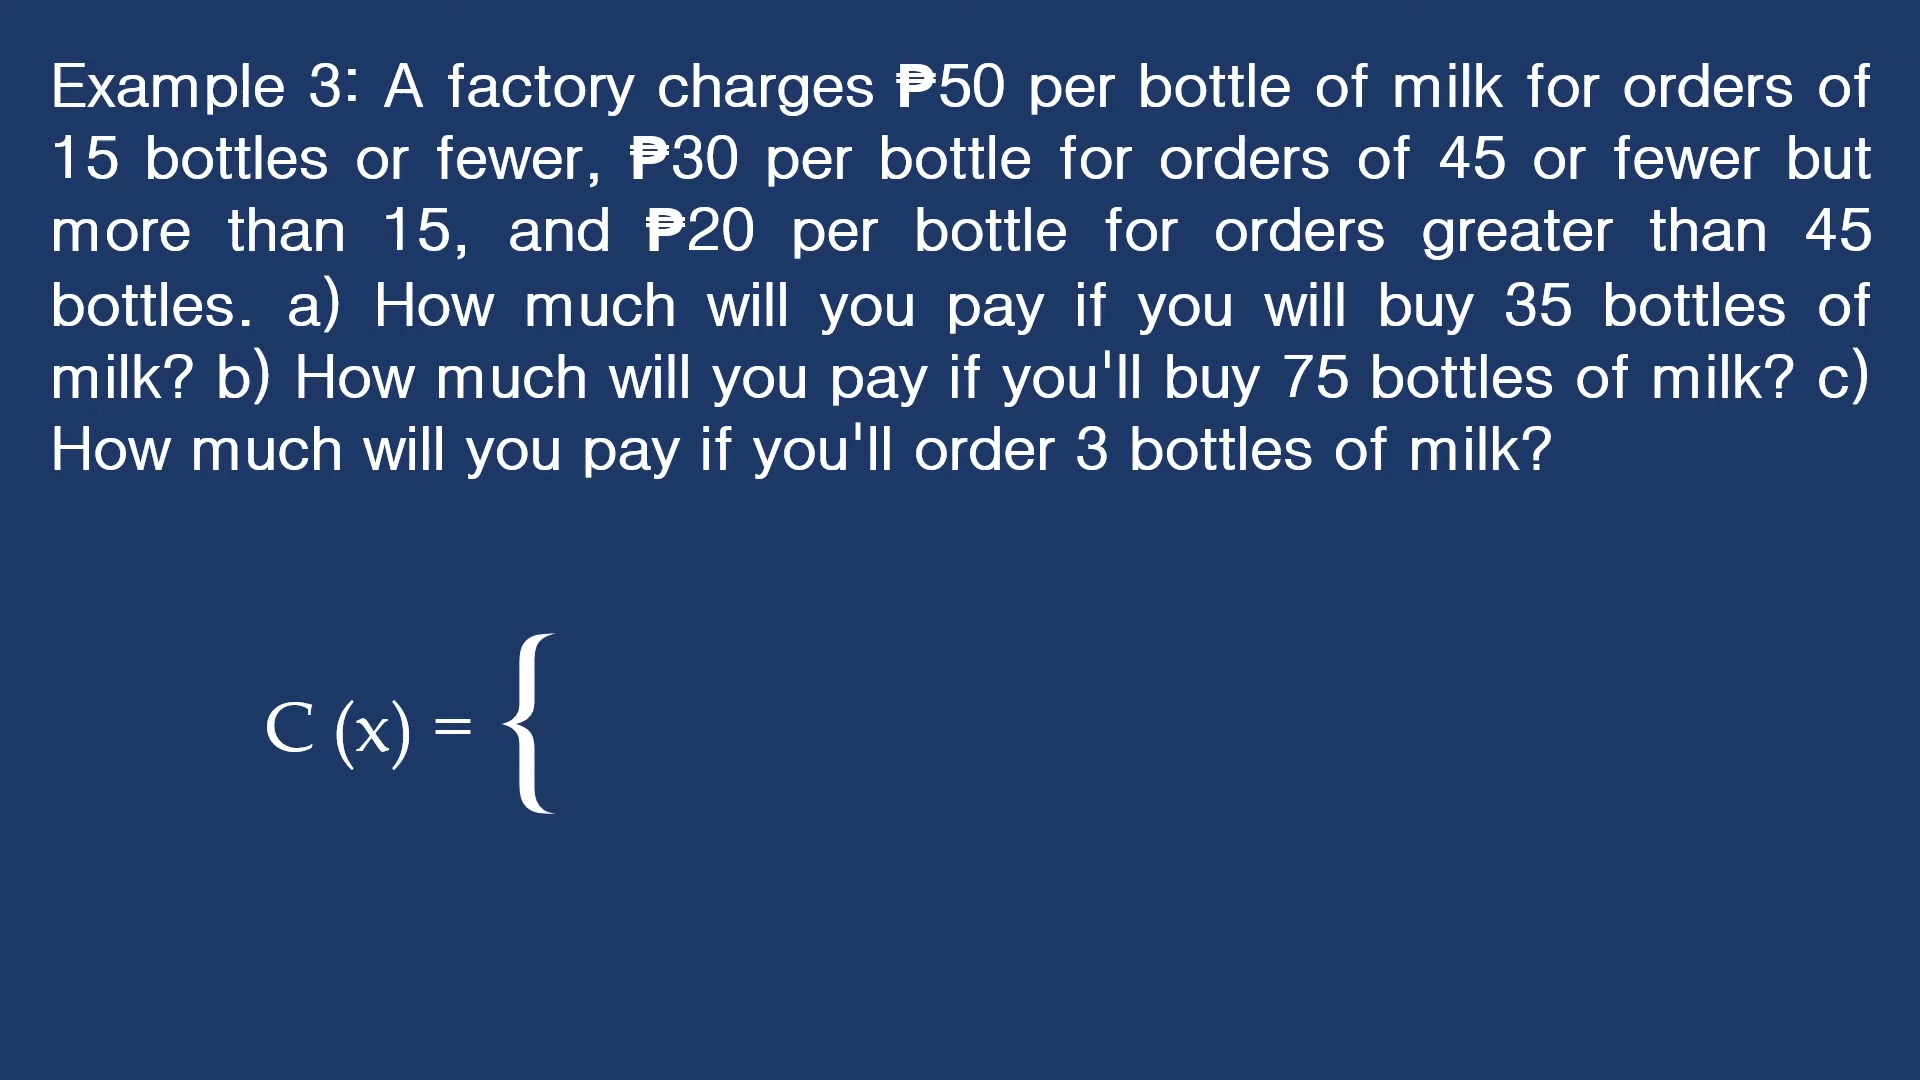 Example 3: A factory charges ₱50 per bottle of milk for orders of
15 bottles or fewer, ₱30 per bottle for orders of 45 or fewer but
more than 15, and ₱20 per bottle for orders greater than 45
bottles. a) How much will you pay if you will buy 35 bottles of
milk? b) How much will you pay if you'll buy 75 bottles of milk? c)
How much will you pay if you'll order 3 bottles of milk?
C (x) = {